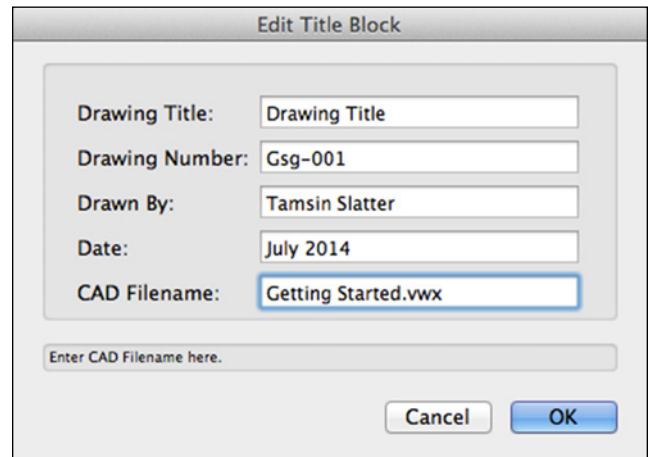 Edit Title Block
Drawing Title: Drawing Title
Drawing Number: Gsg-001
Drawn By: Tamsin Slatter
Date: July 2014
CAD Filename: Getting Started.vwx
Enter CAD Filename here.
Cancel OK